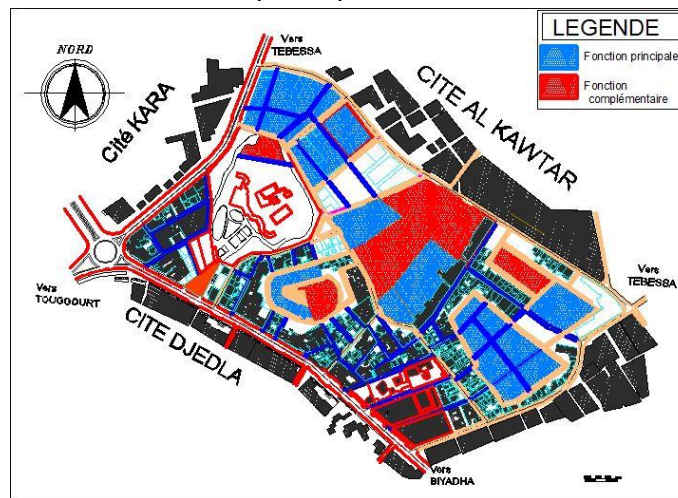 NORD
Vers
TEBESSA
LEGENDE
Fonction principale
Fonction
complémentaire
Cité KARA
CITE AL KAWTAR
Vers
TOUGGOURT
CITE DJEDLA
Vers
TEBESSA
Vers
BIYADHA